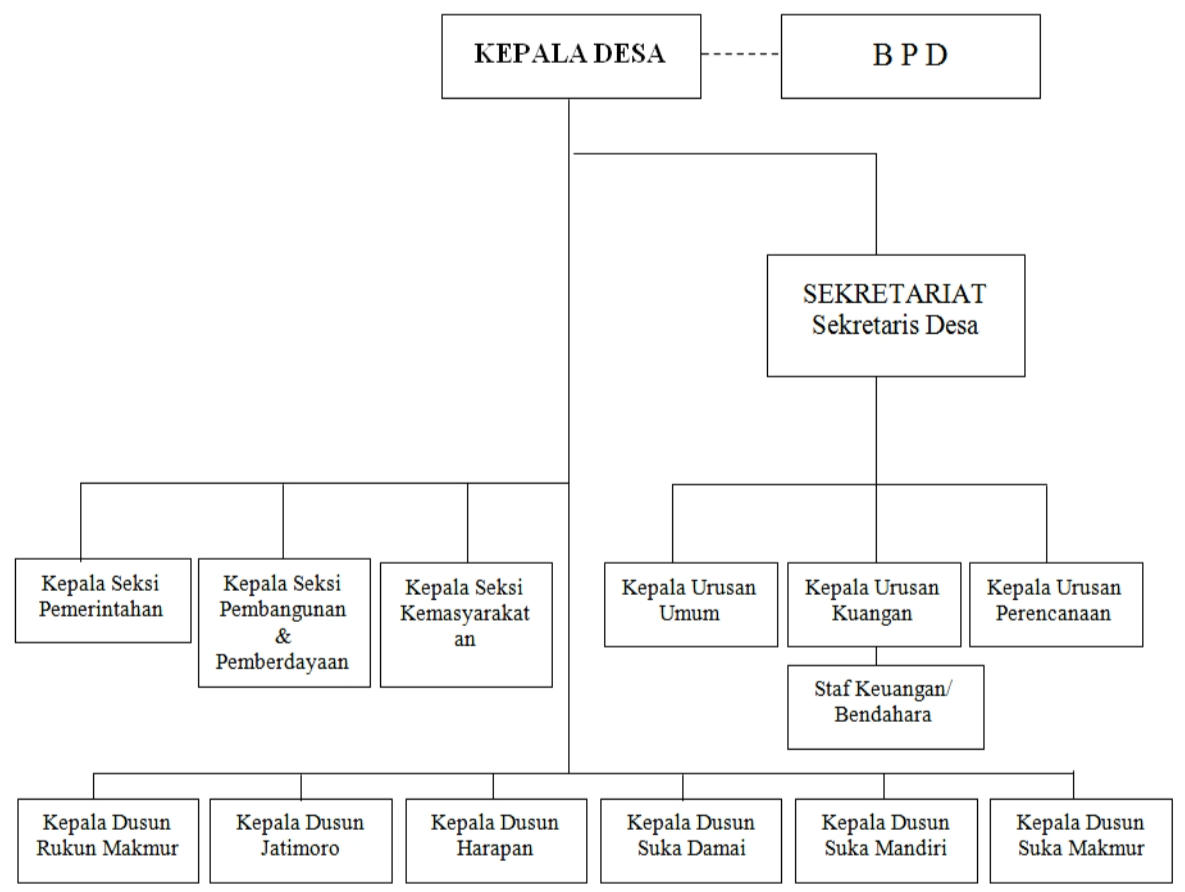 KEPALA DESA
B P D
SEKRETARIAT
Sekretaris Desa
Kepala Seksi
Pemerintahan
Kepala Seksi
Pembangunan
&
Pemberdayaan
Kepala Seksi
Kemasyarakat
an
Kepala Urusan
Umum
Kepala Urusan
Kuangan
Kepala Urusan
Perencanaan
Staf Keuangan/
Bendahara
Kepala Dusun
Rukun Makmur
Kepala Dusun
Jatimoro
Kepala Dusun
Harapan
Kepala Dusun
Suka Damai
Kepala Dusun
Suka Mandiri
Kepala Dusun
Suka Makmur